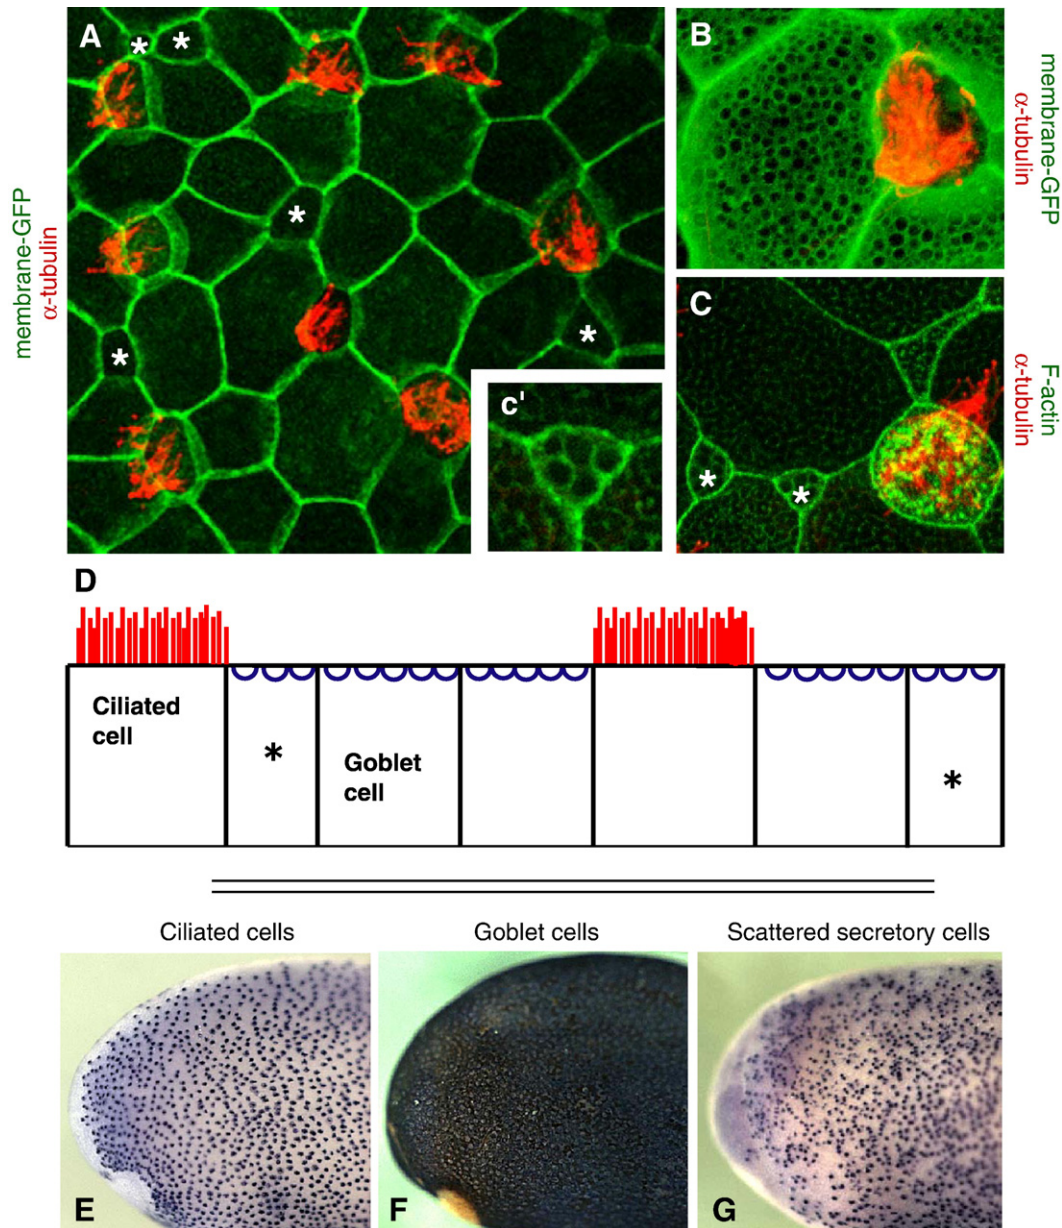 A
*
*
*
*
*
membrane-GFP
α-tubulin
B
membrane-GFP
α-tubulin
c'
C
*
*
F-actin
α-tubulin
D
Ciliated
cell
*
Goblet
cell
*
Ciliated cells
Goblet cells
Scattered secretory cells
E
F
G